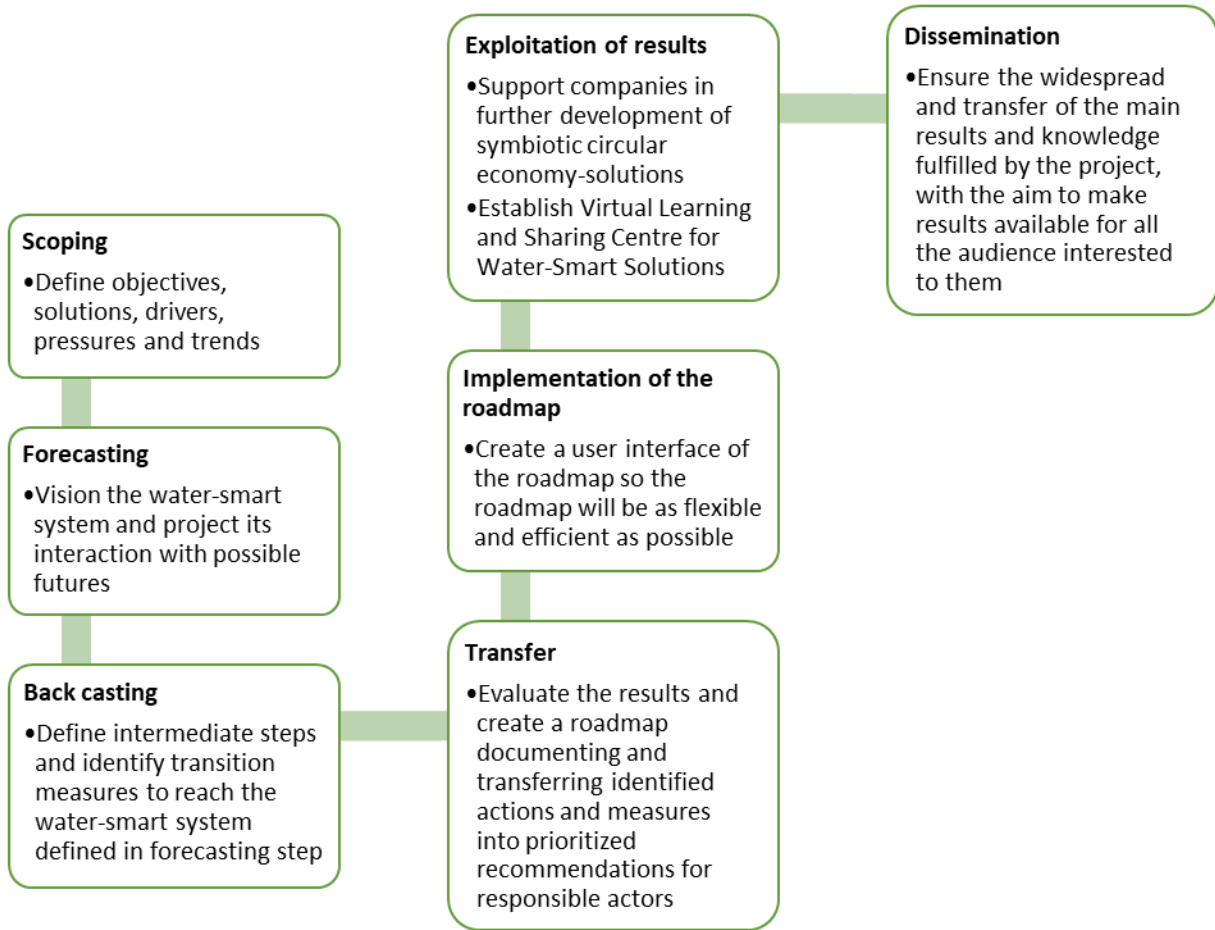 Scoping
•Define objectives,
solutions, drivers,
pressures and trends
Forecasting
•Vision the water-smart
system and project its
interaction with possible
futures
Back casting
•Define intermediate steps
and identify transition
measures to reach the
water-smart system
defined in forecasting step
Transfer
•Evaluate the results and
create a roadmap
documenting and
transferring identified
actions and measures
into prioritized
recommendations for
responsible actors
Implementation of the
roadmap
•Create a user interface of
the roadmap so the
roadmap will be as flexible
and efficient as possible
Exploitation of results
•Support companies in
further development of
symbiotic circular
economy-solutions
•Establish Virtual Learning
and Sharing Centre for
Water-Smart Solutions
Dissemination
•Ensure the widespread
and transfer of the main
results and knowledge
fulfilled by the project,
with the aim to make
results available for all
the audience interested
to them